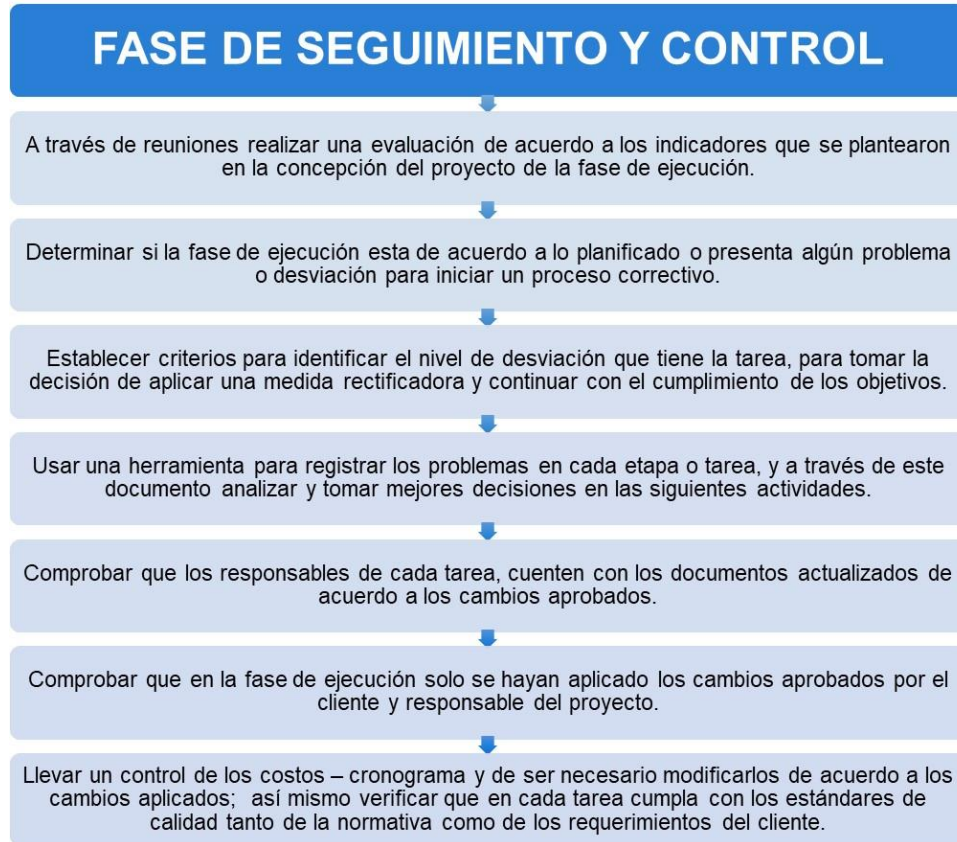 FASE DE SEGUIMIENTO Y CONTROL
A través de reuniones realizar una evaluación de acuerdo a los indicadores que se plantearon
en la concepción del proyecto de la fase de ejecución.
Determinar si la fase de ejecución esta de acuerdo a lo planificado o presenta algún problema
o desviación para iniciar un proceso correctivo.
Establecer criterios para identificar el nivel de desviación que tiene la tarea, para tomar la
decisión de aplicar una medida rectificadora y continuar con el cumplimiento de los objetivos.
Usar una herramienta para registrar los problemas en cada etapa o tarea, y a través de este
documento analizar y tomar mejores decisiones en las siguientes actividades.
Comprobar que los responsables de cada tarea, cuenten con los documentos actualizados de
acuerdo a los cambios aprobados.
Comprobar que en la fase de ejecución solo se hayan aplicado los cambios aprobados por el
cliente y responsable del proyecto.
Llevar un control de los costos – cronograma y de ser necesario modificarlos de acuerdo a los
cambios aplicados; así mismo verificar que en cada tarea cumpla con los estándares de
calidad tanto de la normativa como de los requerimientos del cliente.